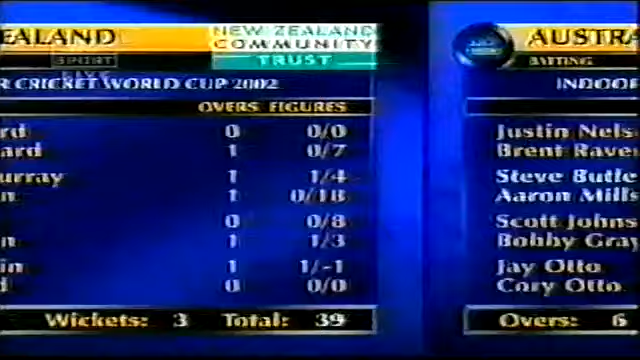 EALAND
NEW ZEALAND
COMMUNITY
TRUST
SPORT
LIVE
R CRICKET WORLD CUP 2002
OVERS FIGURES
rd 0 0/0
ard 1 0/7
urray 1 1/4
n 1 0/18
0 0/8
n 1 1/3
in 1 1/-1
d 0 0/0
Wickets: 3 Total: 39
AUSTRA
BATTING
INDOOR
Justin Nels
Brent Raver
Steve Butle
Aaron Mills
Scott Johns
Bobby Gray
Jay Otto
Cory Otto
Overs: 6